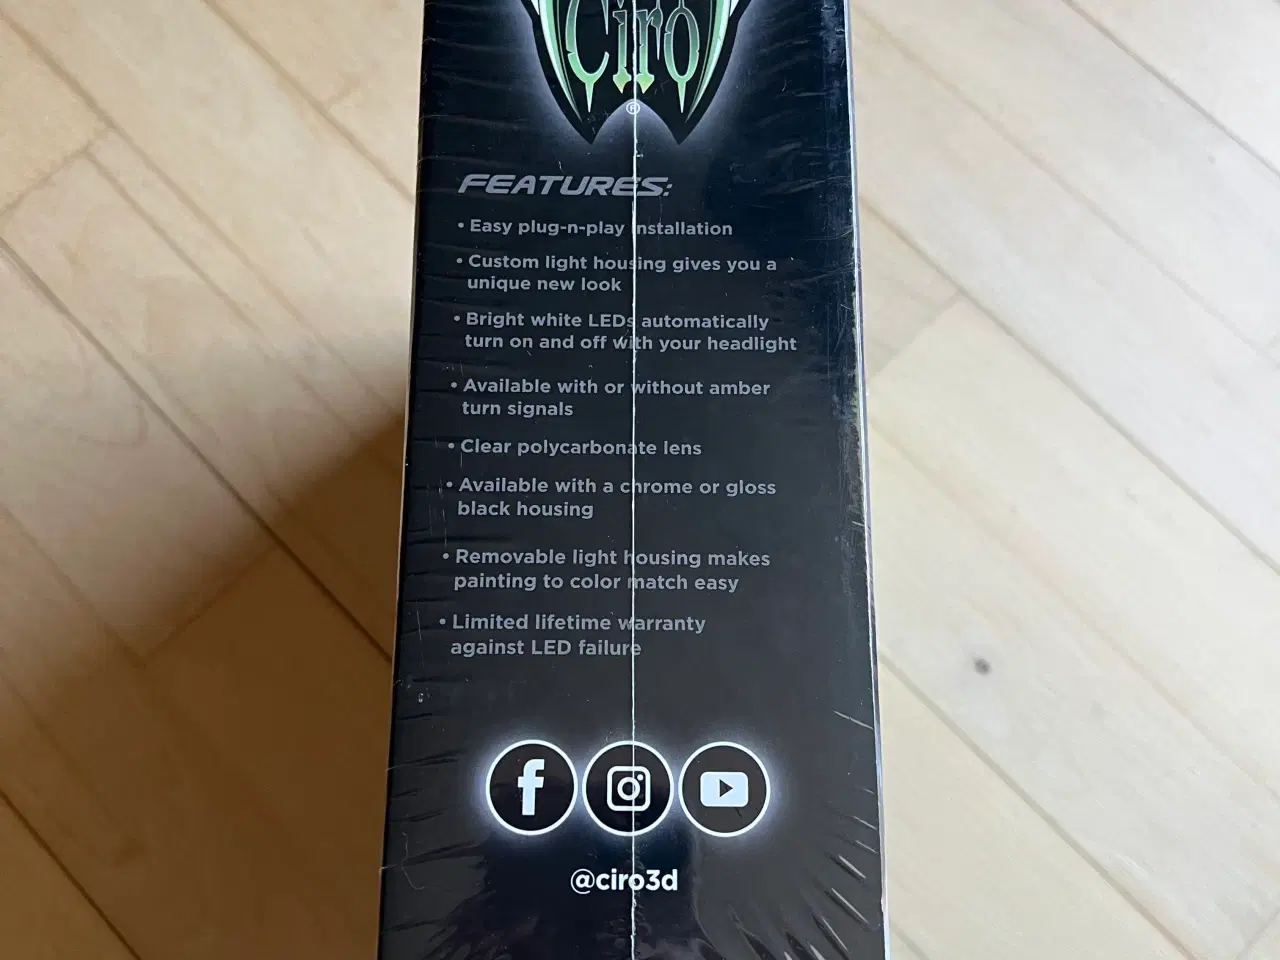 Ciro
®
FEATURES:
• Easy plug-n-play installation
• Custom light housing gives you a
unique new look
• Bright white LEDs automatically
turn on and off with your headlight
• Available with or without amber
turn signals
• Clear polycarbonate lens
• Available with a chrome or gloss
black housing
• Removable light housing makes
painting to color match easy
• Limited lifetime warranty
against LED failure
@ciro3d